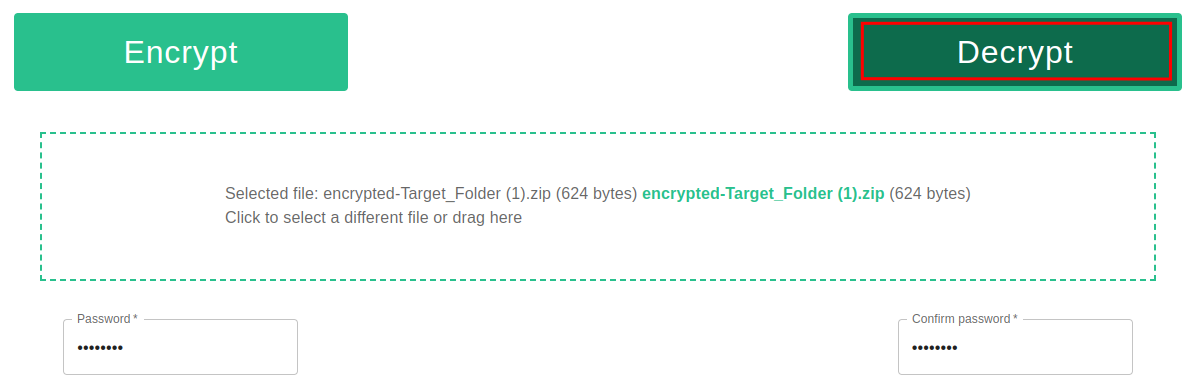 Encrypt
Decrypt
Selected file: encrypted-Target_Folder (1).zip (624 bytes) encrypted-Target_Folder (1).zip (624 bytes)
Click to select a different file or drag here
Password *
••••••••
Confirm password *
••••••••